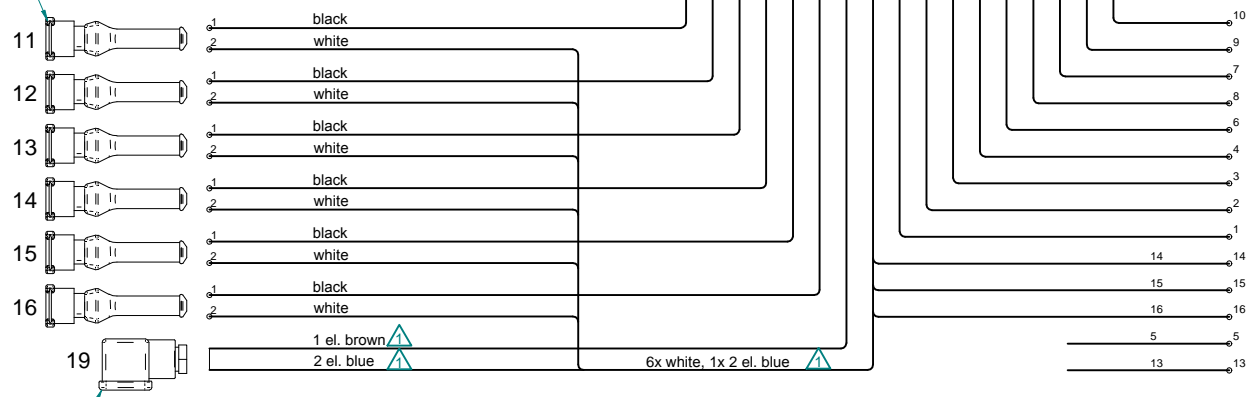 1 black 10
11
2 white 9
1 black 7
12
2 white 8
1 black 6
13
2 white 4
1 black 3
14
2 white 2
1 black 1
15
2 white 14 14
1 black 15 15
16
2 white 16 16
1 el. brown 1 5 5
19
2 el. blue 1 6x white, 1x 2 el. blue 1 13 13